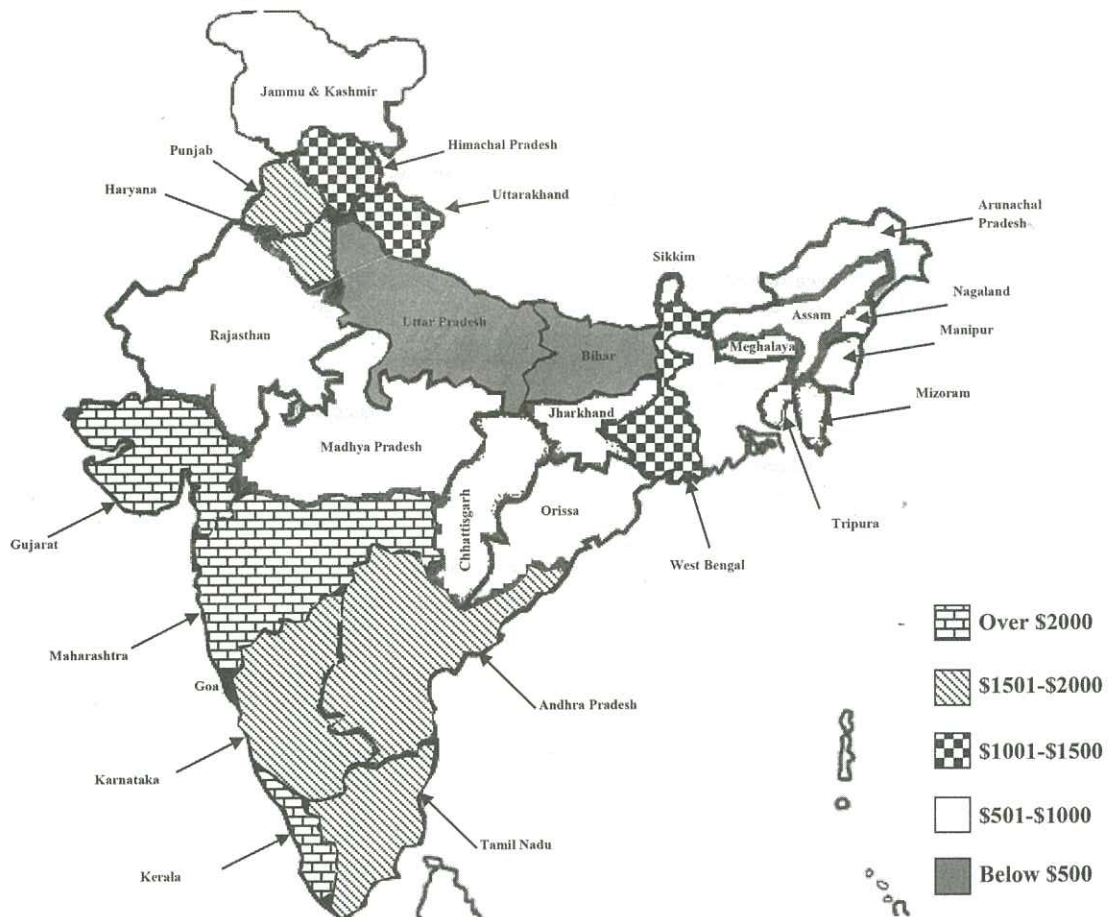 Jammu & Kashmir
Himachal Pradesh
Punjab
Haryana
Uttarakhand
Arunachal
Pradesh
Sikkim
Nagaland
Assam
Uttar Pradesh
Rajasthan
Manipur
Meghalaya
Bihar
Mizoram
Jharkhand
Madhya Pradesh
Orissa
Chhattisgarh
Tripura
Gujarat
West Bengal
Over $2000
Maharashtra
$1501-$2000
Goa
Andhra Pradesh
$1001-$1500
Karnataka
$501-$1000
Tamil Nadu
Kerala
Below $500